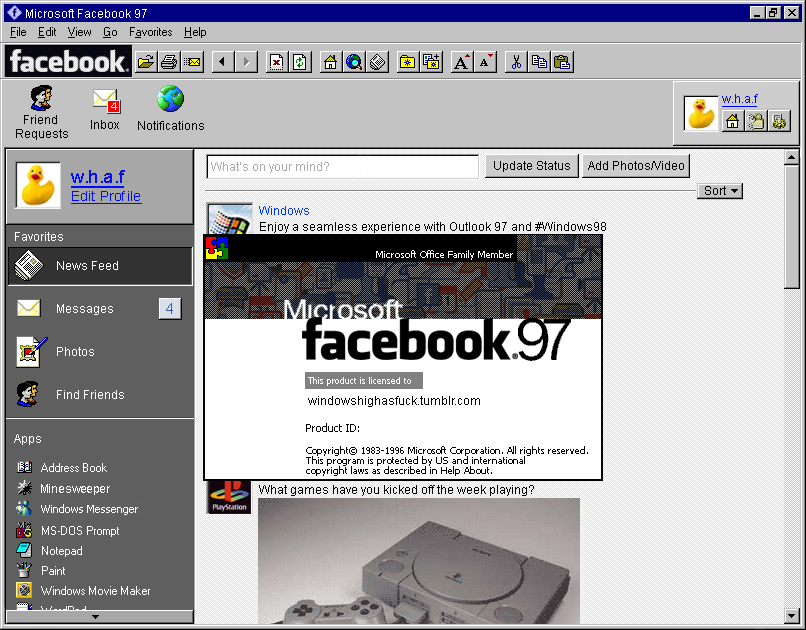 Microsoft Facebook 97
File Edit View Go Favorites Help
facebook.
A A
Friend Requests
4
Inbox
Notifications
w.h.a.f
w.h.a.f
Edit Profile
What's on your mind?
Update Status
Add Photos/Video
Sort
Favorites
News Feed
Messages 4
Photos
Find Friends
Apps
Address Book
Minesweeper
Windows Messenger
MS-DOS Prompt
Notepad
Paint
Windows Movie Maker
WordPad
Windows
Enjoy a seamless experience with Outlook 97 and #Windows98
Microsoft Office Family Member
Microsoft
facebook.97
This product is licensed to
windowshighasfuck.tumblr.com
Product ID:
Copyright© 1983-1996 Microsoft Corporation. All rights reserved.
This program is protected by US and international
copyright laws as described in Help About.
PlayStation
What games have you kicked off the week playing?